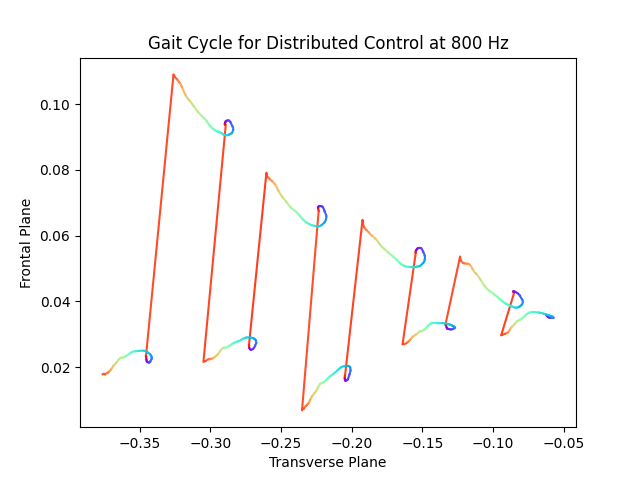 Gait Cycle for Distributed Control at 800 Hz
Frontal Plane
0.10
0.08
0.06
0.04
0.02
−0.35 −0.30 −0.25 −0.20 −0.15 −0.10 −0.05
Transverse Plane